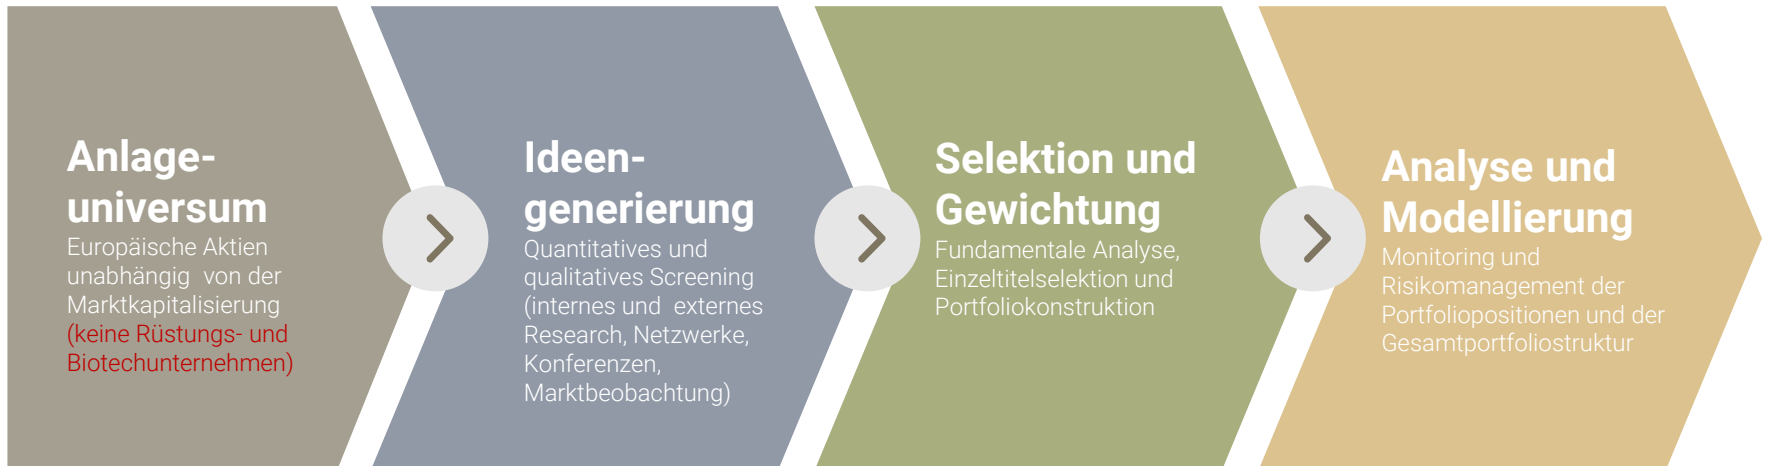 Anlage-
universum
Europäische Aktien
unabhängig  von der
Marktkapitalisierung
(keine Rüstungs- und
Biotechunternehmen)
Ideen-
generierung
Quantitatives und
qualitatives Screening
(internes und  externes
Research, Netzwerke,
Konferenzen,
Marktbeobachtung)
Selektion und
Gewichtung
Fundamentale Analyse,
Einzeltitelselektion und
Portfoliokonstruktion
Analyse und
Modellierung
Monitoring und
Risikomanagement der
Portfoliopositionen und der
Gesamtportfoliostruktur